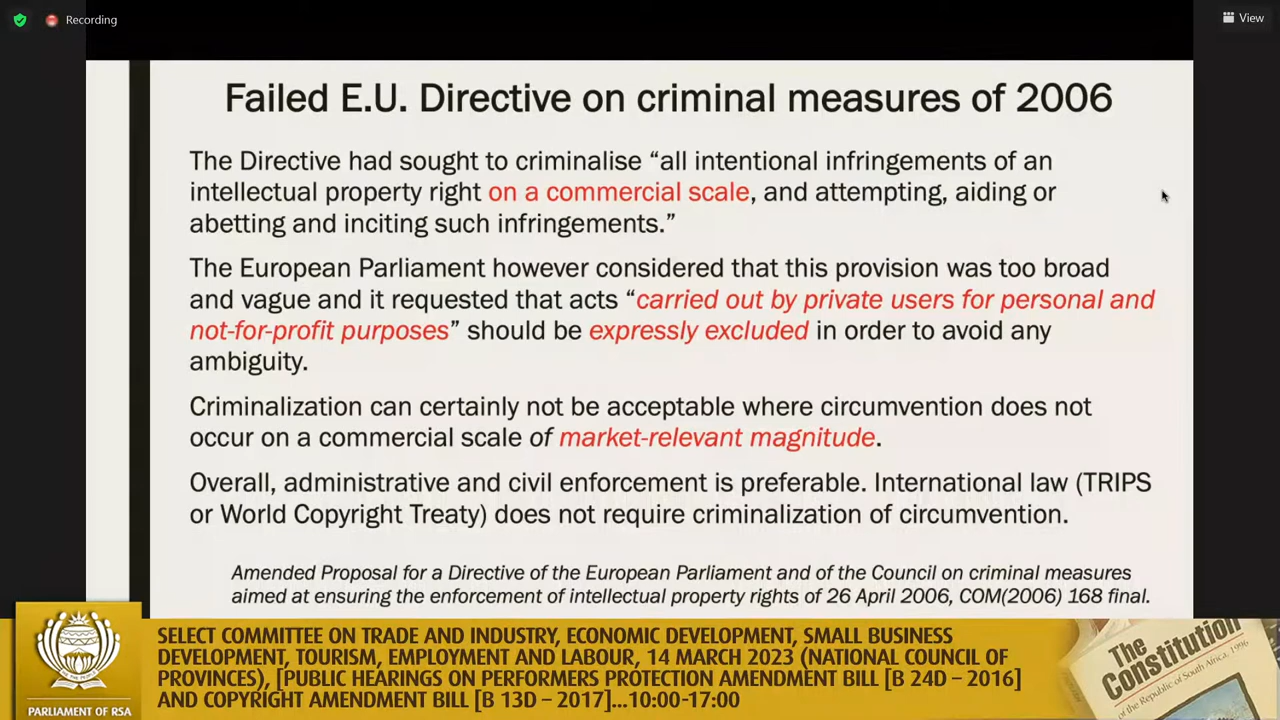 Recording
View
Failed E.U. Directive on criminal measures of 2006
The Directive had sought to criminalise “all intentional infringements of an
intellectual property right on a commercial scale, and attempting, aiding or
abetting and inciting such infringements.”
The European Parliament however considered that this provision was too broad
and vague and it requested that acts “carried out by private users for personal and
not-for-profit purposes” should be expressly excluded in order to avoid any
ambiguity.
Criminalization can certainly not be acceptable where circumvention does not
occur on a commercial scale of market-relevant magnitude.
Overall, administrative and civil enforcement is preferable. International law (TRIPS
or World Copyright Treaty) does not require criminalization of circumvention.
Amended Proposal for a Directive of the European Parliament and of the Council on criminal measures
aimed at ensuring the enforcement of intellectual property rights of 26 April 2006, COM(2006) 168 final.
SELECT COMMITTEE ON TRADE AND INDUSTRY, ECONOMIC DEVELOPMENT, SMALL BUSINESS
DEVELOPMENT, TOURISM, EMPLOYMENT AND LABOUR, 14 MARCH 2023 (NATIONAL COUNCIL OF
PROVINCES), [PUBLIC HEARINGS ON PERFORMERS PROTECTION AMENDMENT BILL [B 24D – 2016]
AND COPYRIGHT AMENDMENT BILL [B 13D – 2017]...10:00-17:00
PARLIAMENT OF RSA
The
Constitution
of the Republic of South Africa, 1996